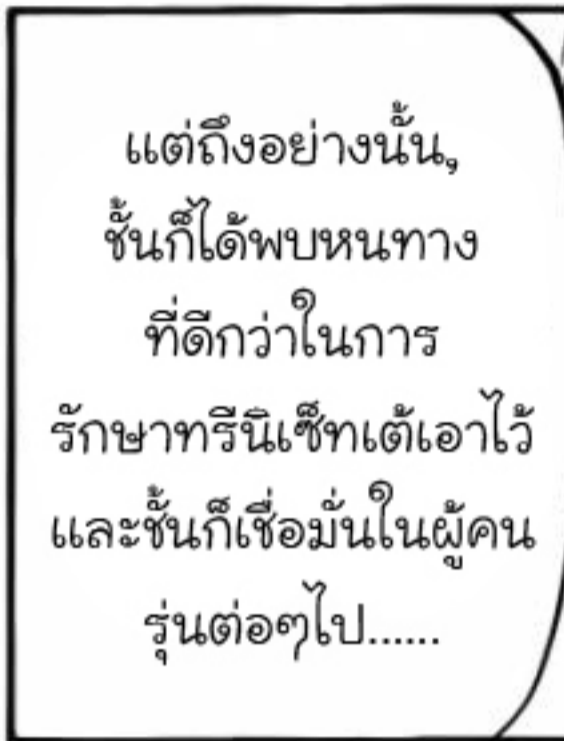 แต่ถึงอย่างนั้น,
ชั้นก็ได้พบหนทาง
ที่ดีกว่าในการ
รักษาทรีนิเซ็ทเต้เอาไว้
และชั้นก็เชื่อมั่นในผู้คน
รุ่นต่อๆไป......